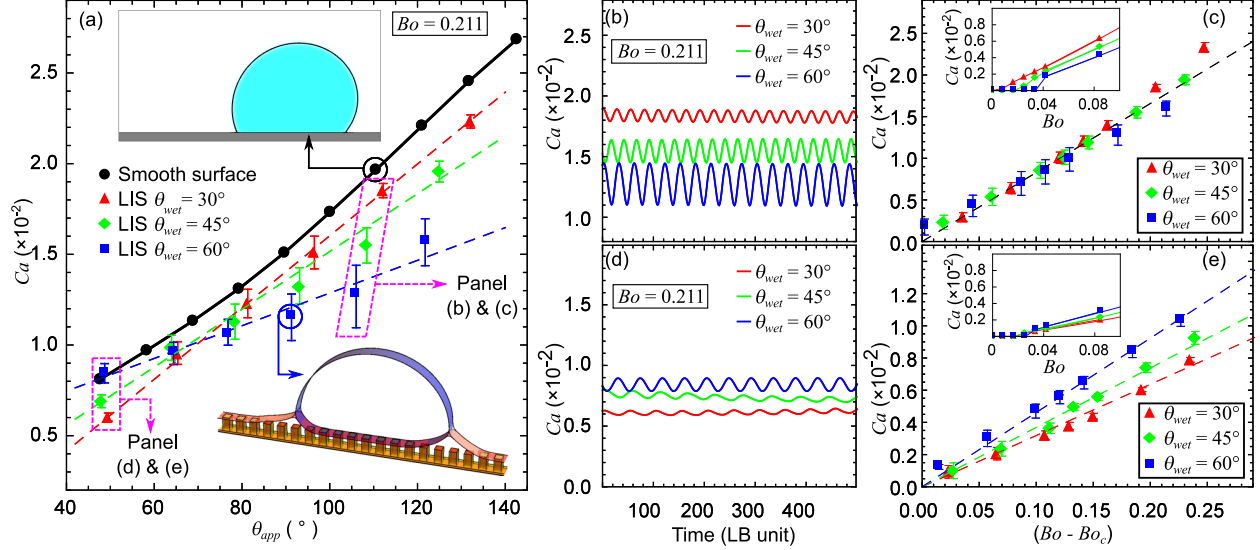 (a)
Bo = 0.211
Smooth surface
LIS θwet = 30°
LIS θwet = 45°
LIS θwet = 60°
Panel
(b) & (c)
Panel
(d) & (e)
Ca (×10⁻²)
2.5
2.0
1.5
1.0
0.5
40 60 80 100 120 140
θapp ( ° )
(b)
Bo = 0.211
θwet = 30°
θwet = 45°
θwet = 60°
Ca (×10⁻²)
2.5
2.0
1.5
1.0
(d)
Bo = 0.211
θwet = 30°
θwet = 45°
θwet = 60°
Ca (×10⁻²)
1.5
1.0
0.5
0.0
100 200 300 400
Time (LB unit)
(c)
Ca (×10⁻²)
0.6
0.4
0.2
0 0.04 0.08
Bo
θwet = 30°
θwet = 45°
θwet = 60°
Ca (×10⁻²)
2.5
2.0
1.5
1.0
0.5
0.0
(e)
Ca (×10⁻²)
0.6
0.4
0.2
0 0.04 0.08
Bo
θwet = 30°
θwet = 45°
θwet = 60°
Ca (×10⁻²)
1.2
1.0
0.8
0.6
0.4
0.2
0.0
0.00 0.05 0.10 0.15 0.20 0.25
(Bo - Boc)